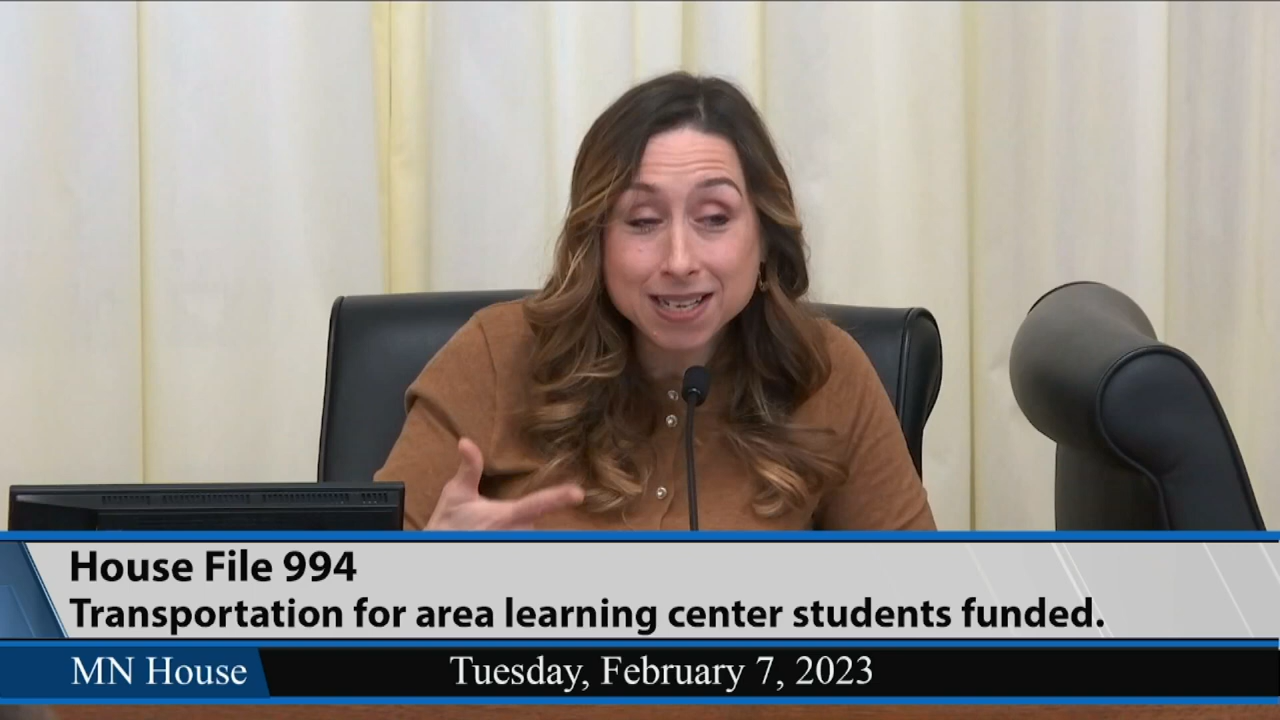 House File 994
Transportation for area learning center students funded.
MN House
Tuesday, February 7, 2023